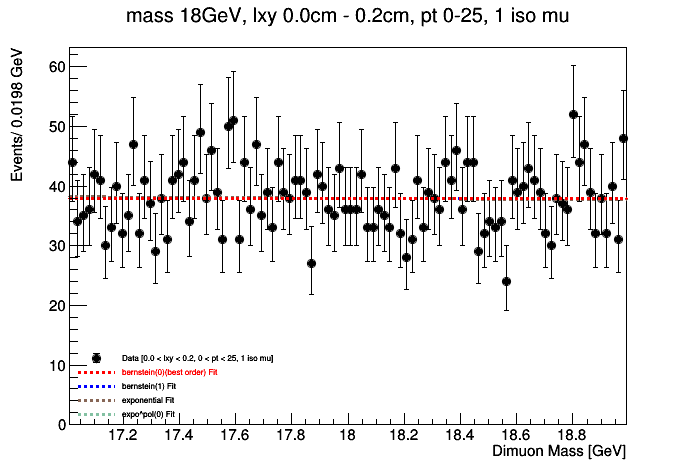 mass 18GeV, lxy 0.0cm - 0.2cm, pt 0-25, 1 iso mu
Events/ 0.0198 GeV
60
50
40
30
20
10
0
Data [0.0 < lxy < 0.2, 0 < pt < 25, 1 iso mu]
bernstein(0)(best order) Fit
bernstein(1) Fit
exponential Fit
expo*pol(0) Fit
17.2 17.4 17.6 17.8 18 18.2 18.4 18.6 18.8
Dimuon Mass [GeV]